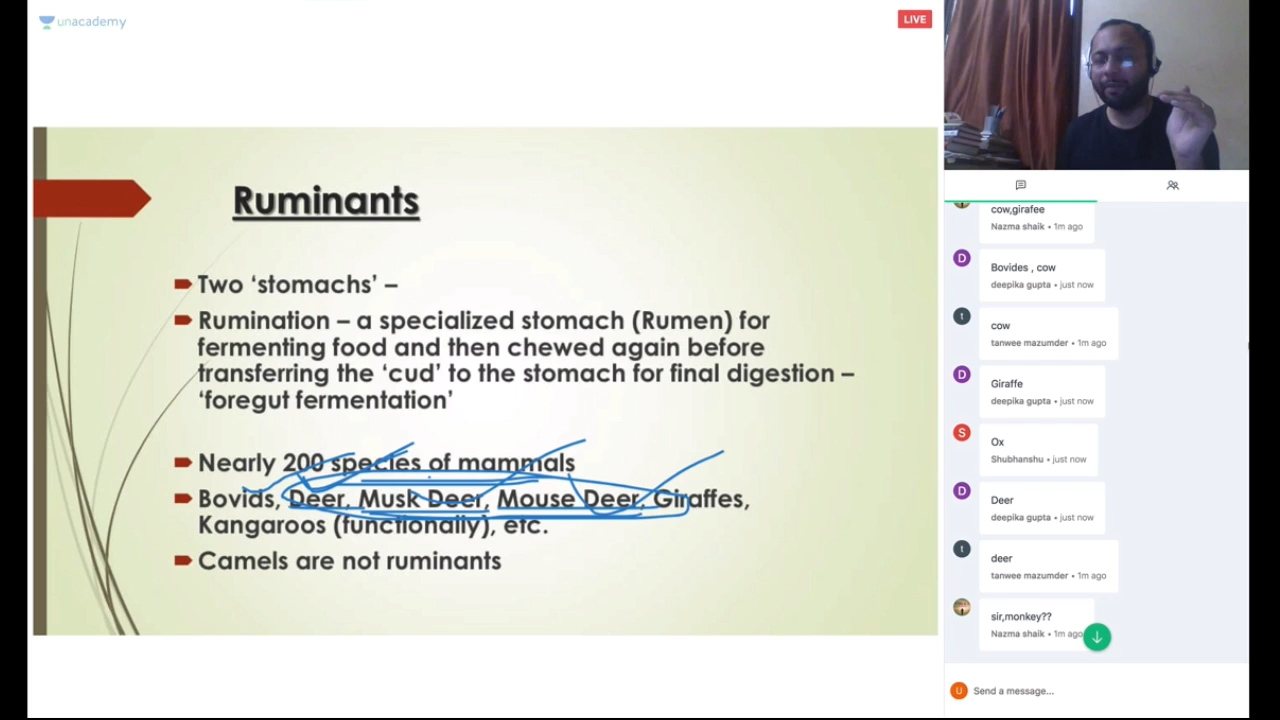 unacademy
LIVE
Ruminants
Two ‘stomachs’ –
Rumination – a specialized stomach (Rumen) for
fermenting food and then chewed again before
transferring the ‘cud’ to the stomach for final digestion –
‘foregut fermentation’
Nearly 200 species of mammals
Bovids, Deer, Musk Deer, Mouse Deer, Giraffes,
Kangaroos (functionally), etc.
Camels are not ruminants
cow,girafee
Nazma shaik • 1m ago
D
Bovides , cow
deepika gupta • just now
t
cow
tanwee mazumder • 1m ago
D
Giraffe
deepika gupta • just now
S
Ox
Shubhanshu • just now
D
Deer
deepika gupta • just now
t
deer
tanwee mazumder • 1m ago
sir,monkey??
Nazma shaik • 1m ago
U
Send a message...